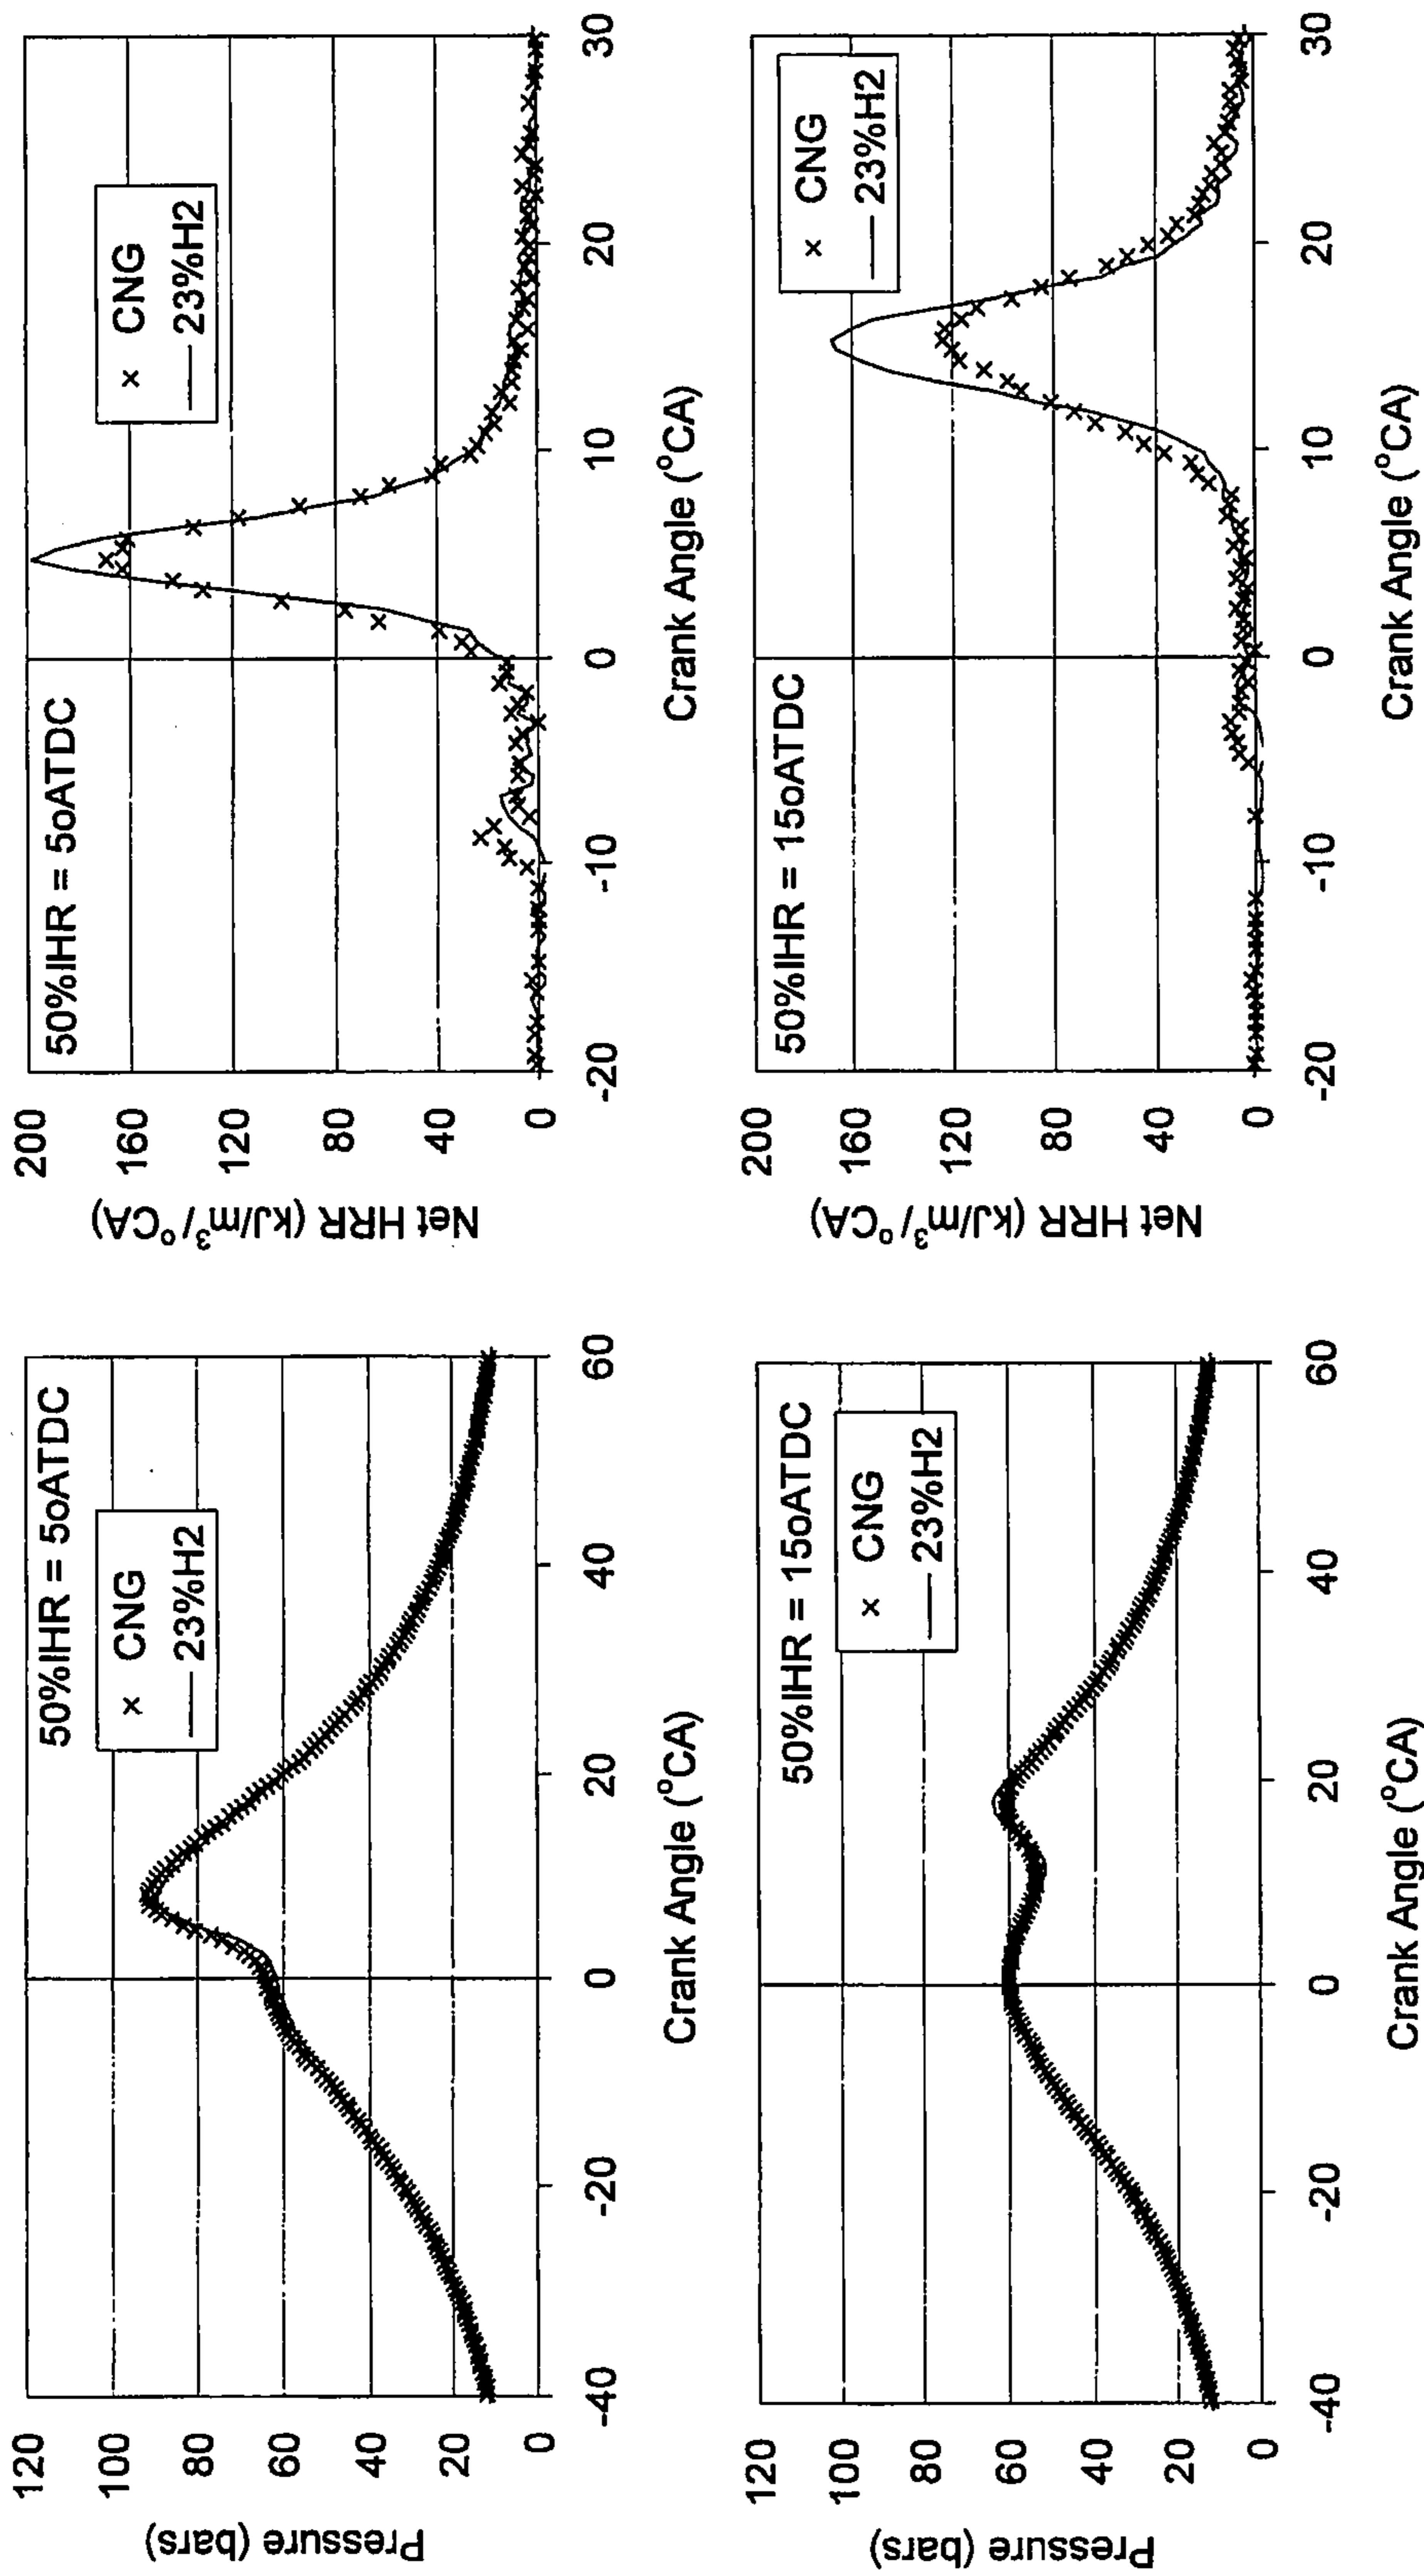 50%IHR = 5oATDC
× CNG
23%H2
120
100
80
60
40
20
0
-40
-20
0
20
40
60
Pressure (bars)
Crank Angle (°CA)
50%IHR = 5oATDC
× CNG
23%H2
200
160
120
80
40
0
-20
-10
0
10
20
30
Net HRR (kJ/m³/°CA)
Crank Angle (°CA)
50%IHR = 15oATDC
× CNG
23%H2
120
100
80
60
40
20
0
-40
-20
0
20
40
60
Pressure (bars)
Crank Angle (°CA)
50%IHR = 15oATDC
× CNG
23%H2
200
160
120
80
40
0
-20
-10
0
10
20
30
Net HRR (kJ/m³/°CA)
Crank Angle (°CA)